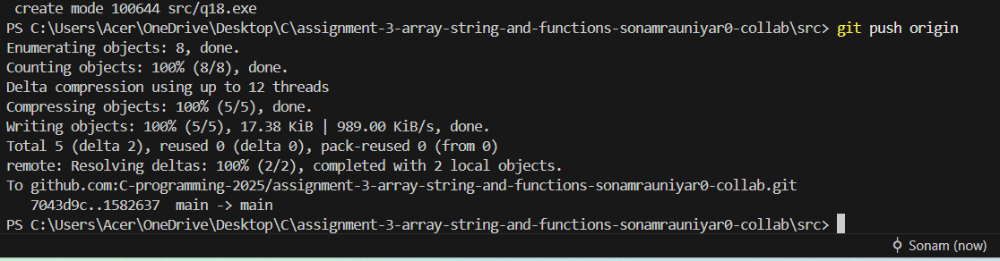 create mode 100644 src/q18.exe
PS C:\Users\Acer\OneDrive\Desktop\C\assignment-3-array-string-and-functions-sonamrauniyar0-collab\src> git push origin
Enumerating objects: 8, done.
Counting objects: 100% (8/8), done.
Delta compression using up to 12 threads
Compressing objects: 100% (5/5), done.
Writing objects: 100% (5/5), 17.38 KiB | 989.00 KiB/s, done.
Total 5 (delta 2), reused 0 (delta 0), pack-reused 0 (from 0)
remote: Resolving deltas: 100% (2/2), completed with 2 local objects.
To github.com:C-programming-2025/assignment-3-array-string-and-functions-sonamrauniyar0-collab.git
7043d9c..1582637  main -> main
PS C:\Users\Acer\OneDrive\Desktop\C\assignment-3-array-string-and-functions-sonamrauniyar0-collab\src>
Sonam (now)